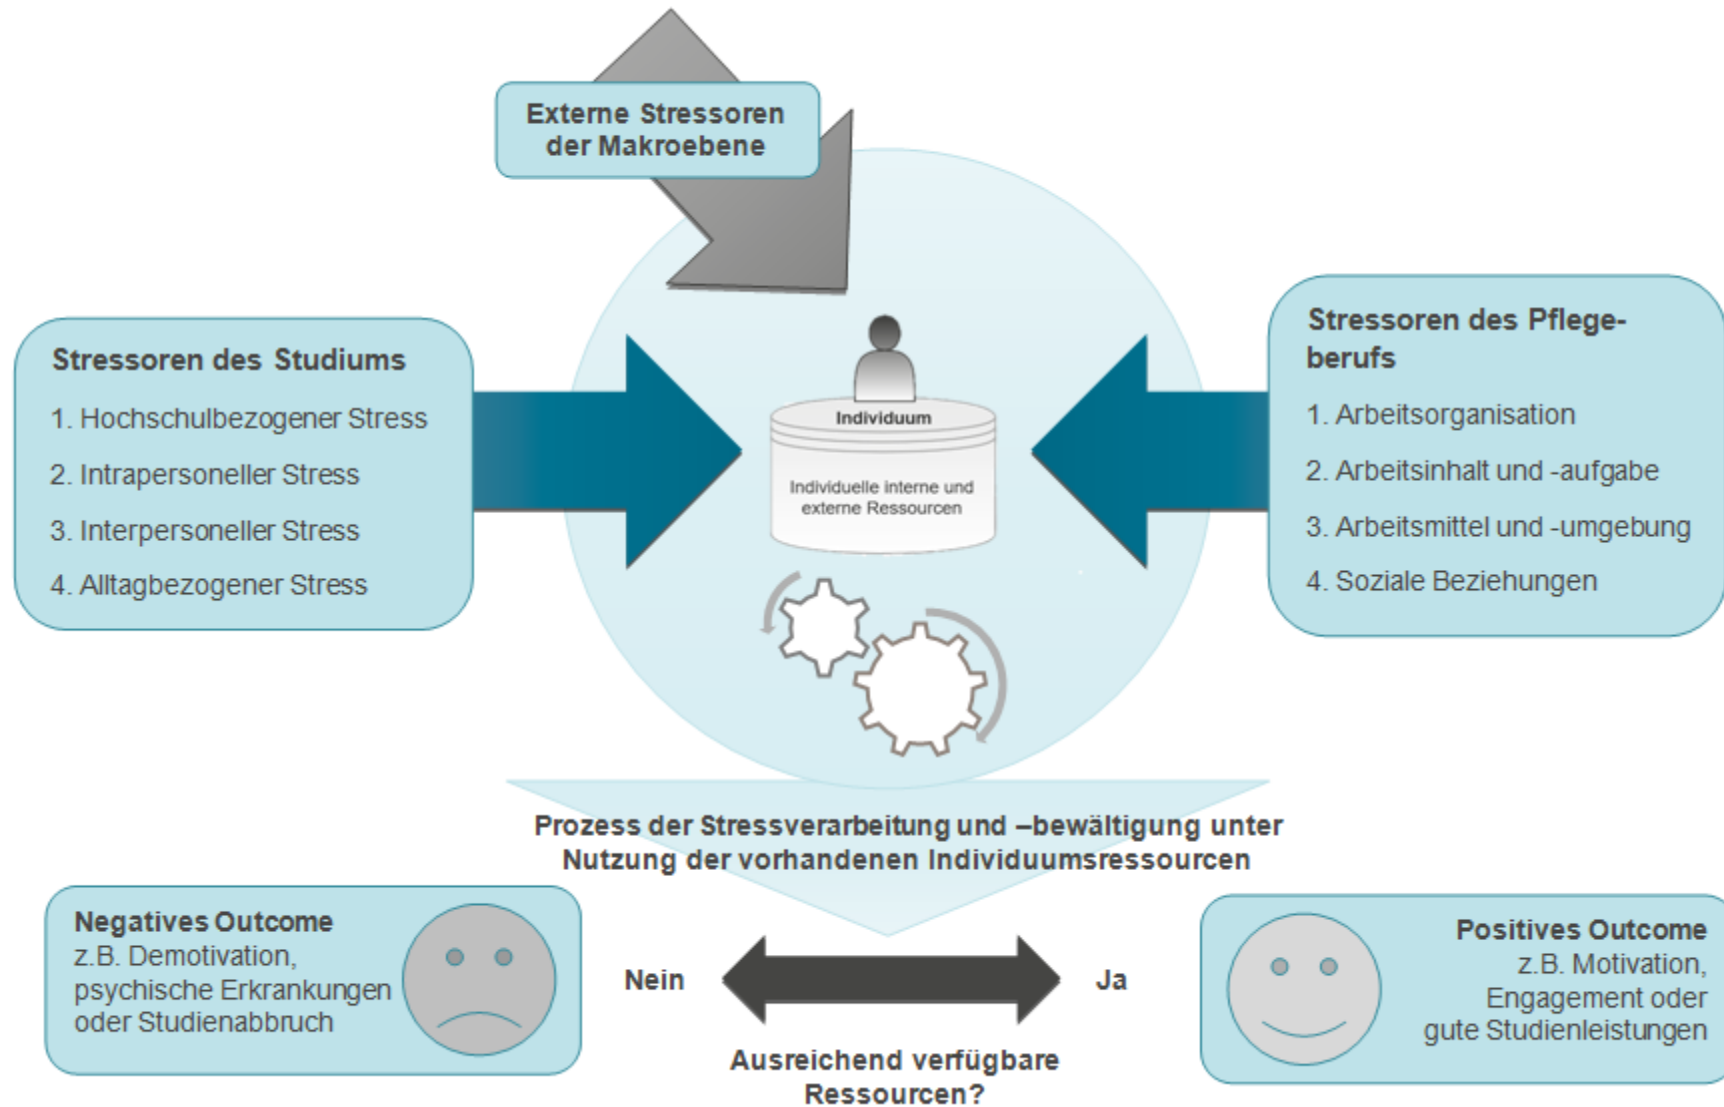 Externe Stressoren
der Makroebene
Stressoren des Studiums
1. Hochschulbezogener Stress
2. Intrapersoneller Stress
3. Interpersoneller Stress
4. Alltagbezogener Stress
Individuum
Individuelle interne und
externe Ressourcen
Stressoren des Pflege-
berufs
1. Arbeitsorganisation
2. Arbeitsinhalt und -aufgabe
3. Arbeitsmittel und -umgebung
4. Soziale Beziehungen
Prozess der Stressverarbeitung und –bewältigung unter
Nutzung der vorhandenen Individuumsressourcen
Negatives Outcome
z.B. Demotivation,
psychische Erkrankungen
oder Studienabbruch
Nein
Ja
Ausreichend verfügbare
Ressourcen?
Positives Outcome
z.B. Motivation,
Engagement oder
gute Studienleistungen